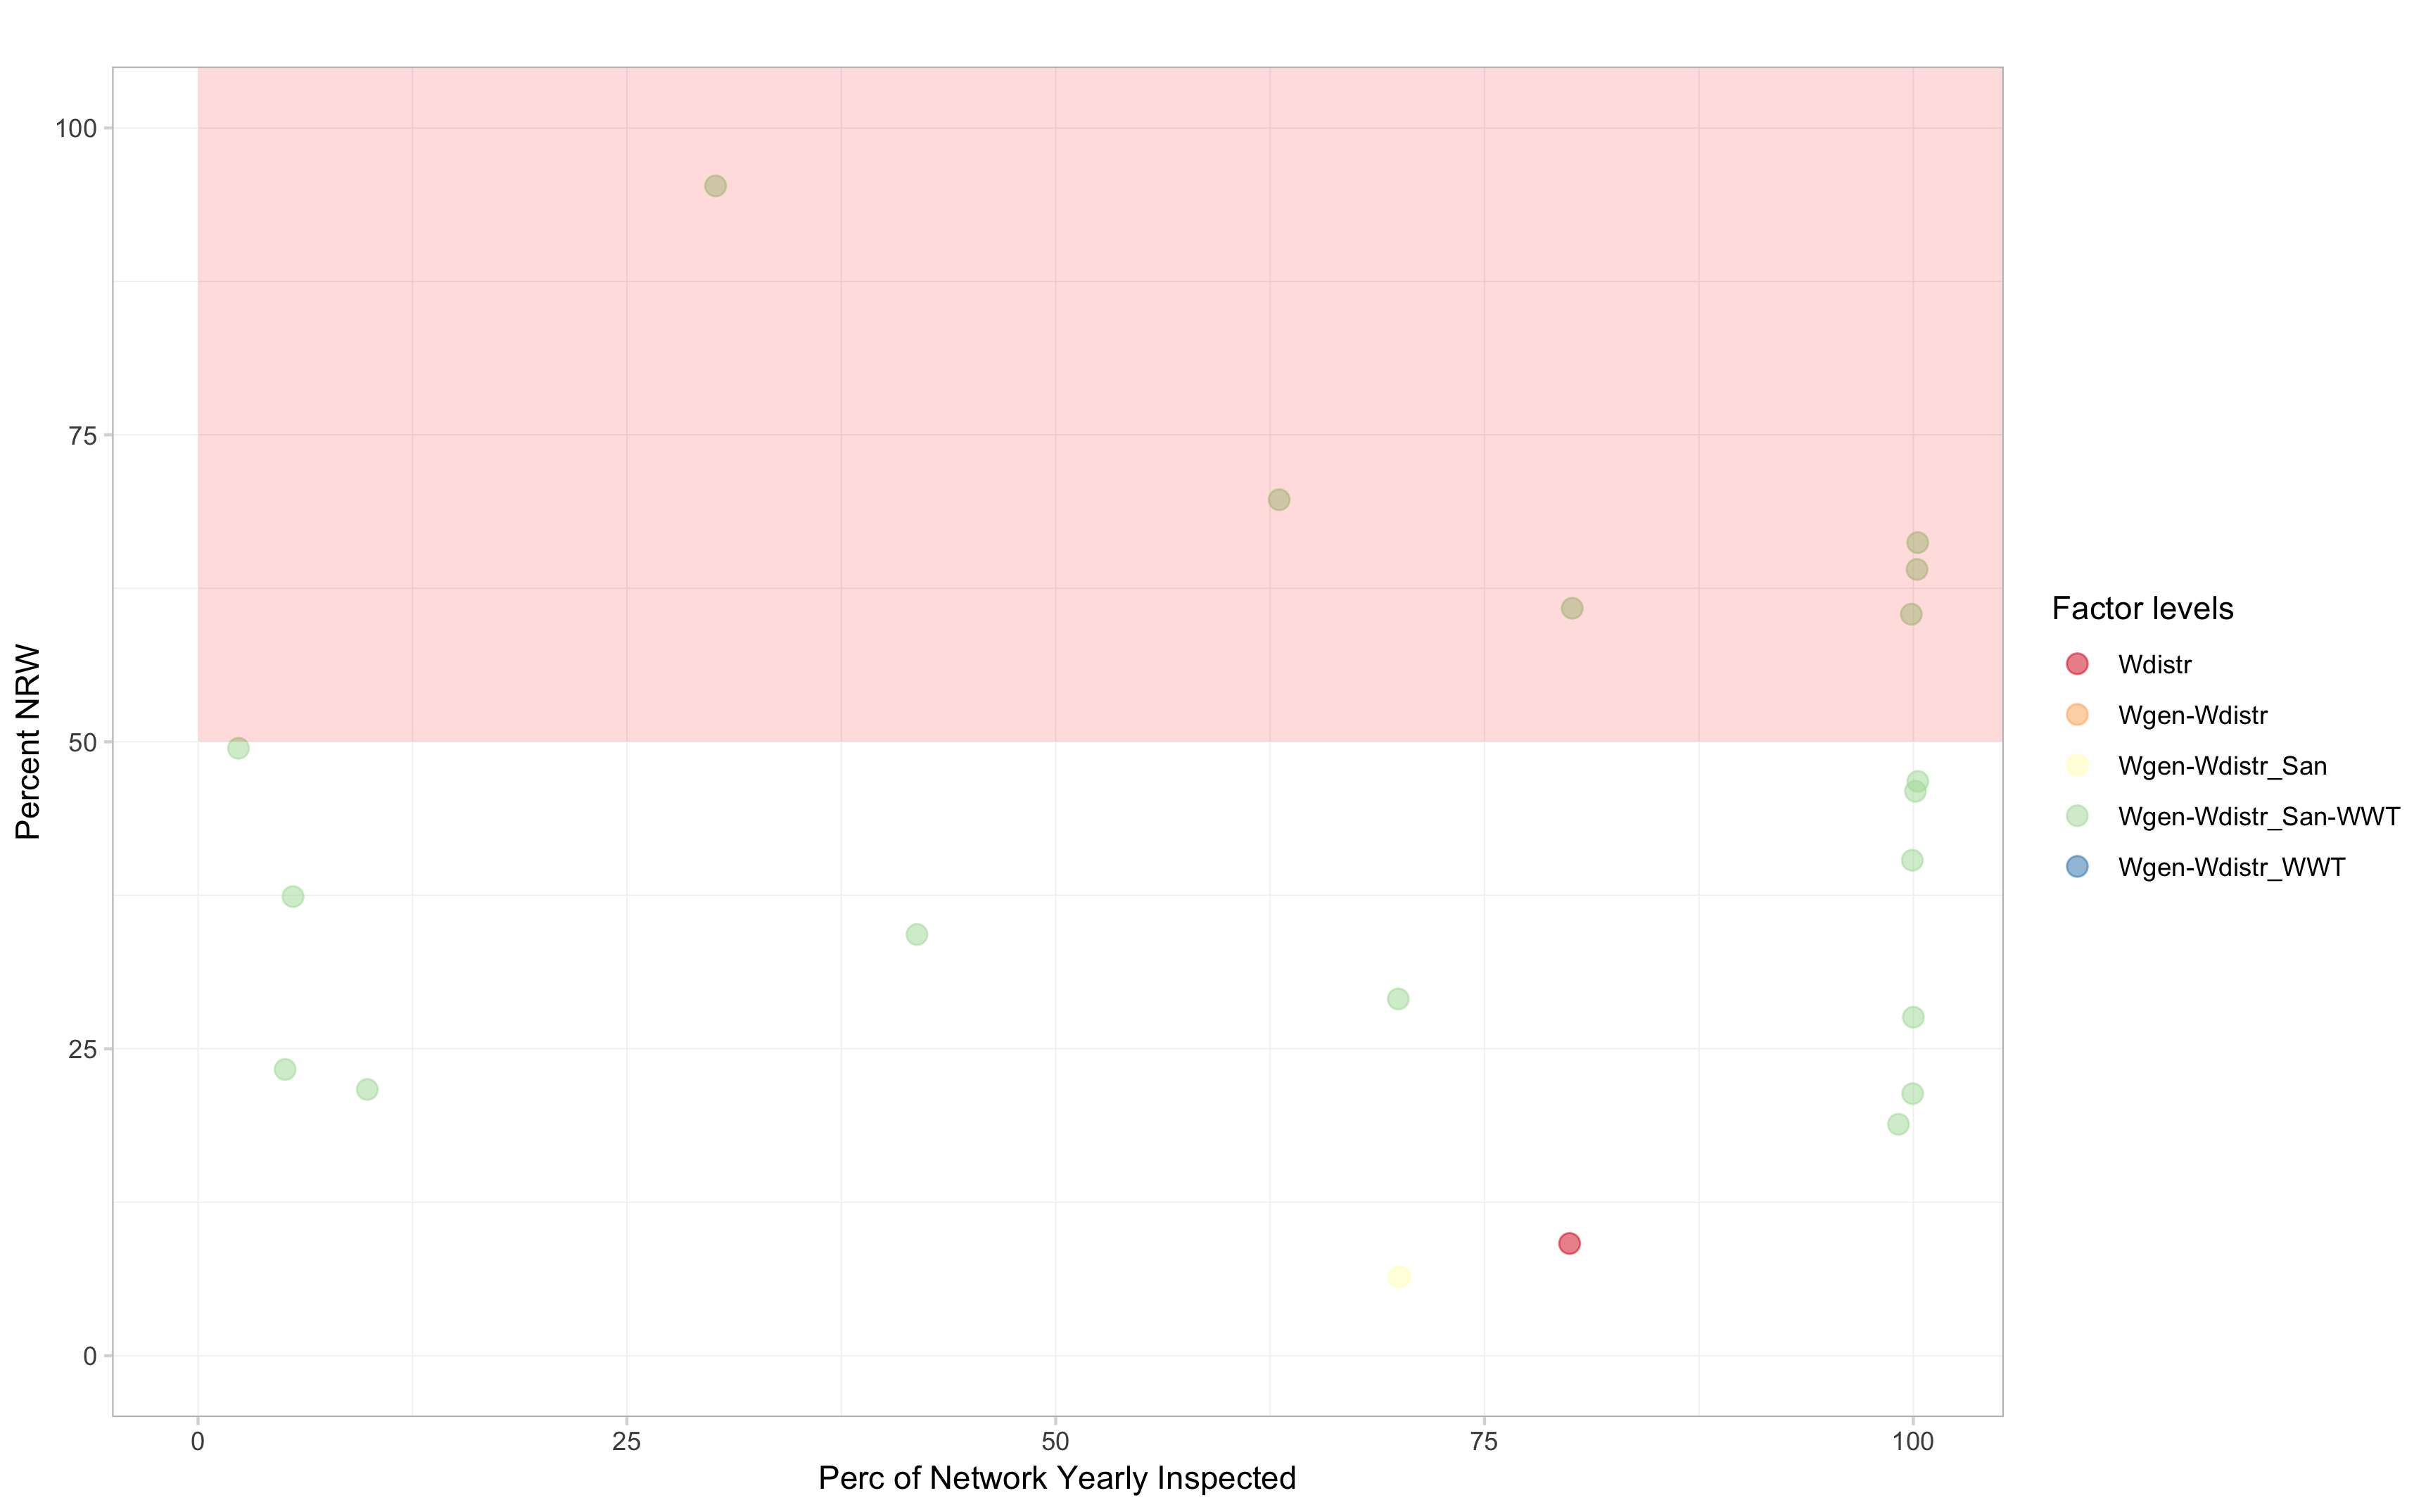 100
75
50
25
0
Percent NRW
0 25 50 75 100
Perc of Network Yearly Inspected
Factor levels
Wdistr
Wgen-Wdistr
Wgen-Wdistr_San
Wgen-Wdistr_San-WWT
Wgen-Wdistr_WWT